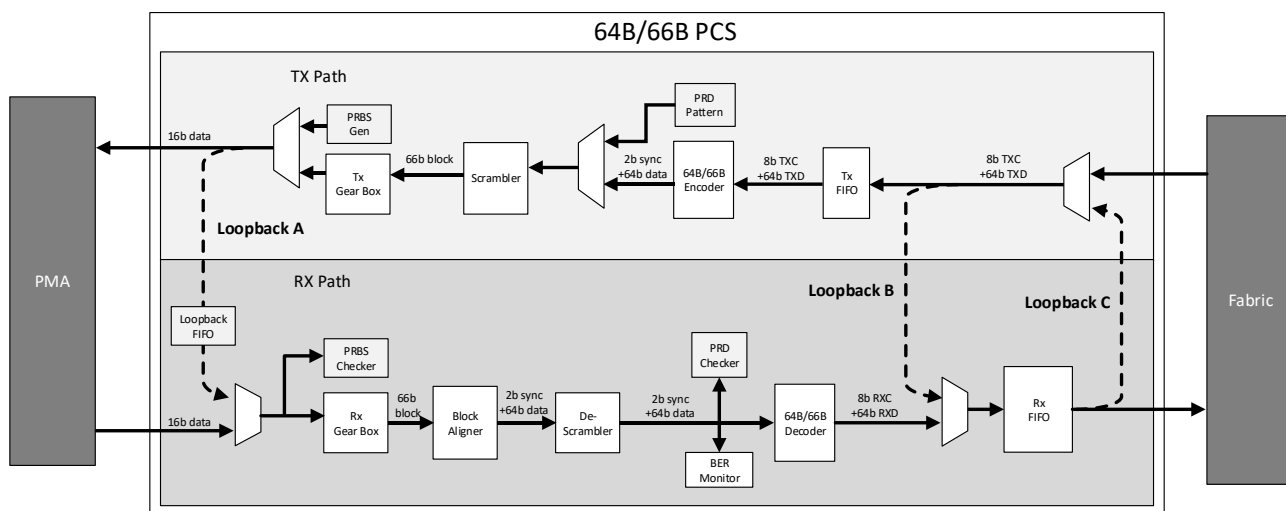 64B/66B PCS
TX Path
PRBS
Gen
PRD
Pattern
16b data
66b block
2b sync
+64b data
8b TXC
+64b TXD
8b TXC
+64b TXD
Tx
Gear Box
Scrambler
64B/66B
Encoder
Tx
FIFO
Loopback A
PMA
Fabric
RX Path
Loopback B
Loopback C
Loopback
FIFO
PRBS
Checker
PRD
Checker
16b data
66b
block
2b sync
+64b data
2b sync
+64b data
8b RXC
+64b RXD
Rx
Gear Box
Block
Aligner
De-
Scrambler
64B/66B
Decoder
Rx
FIFO
BER
Monitor